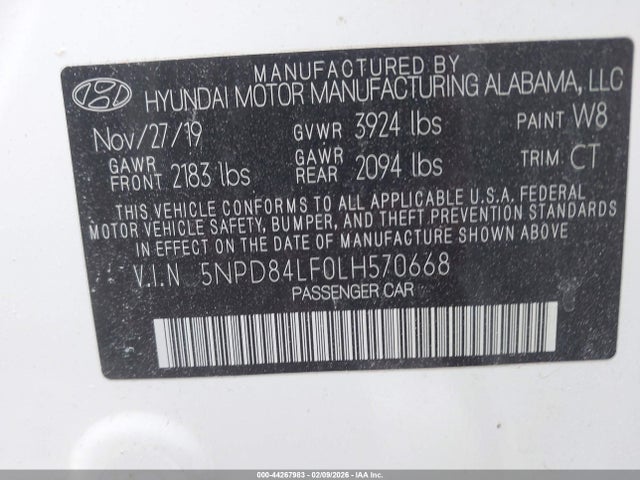 MANUFACTURED BY
HYUNDAI MOTOR MANUFACTURING ALABAMA, LLC
Nov/27/19 GVWR 3924 lbs PAINT W8
GAWR FRONT 2183 lbs GAWR REAR 2094 lbs TRIM CT
THIS VEHICLE CONFORMS TO ALL APPLICABLE U.S.A. FEDERAL
MOTOR VEHICLE SAFETY, BUMPER, AND THEFT PREVENTION STANDARDS
IN EFFECT ON THE DATE OF MANUFACTURE SHOWN ABOVE
V.I.N 5NPD84LF0LH570668
PASSENGER CAR
000-44267983 - 02/09/2026 - IAAI.COM